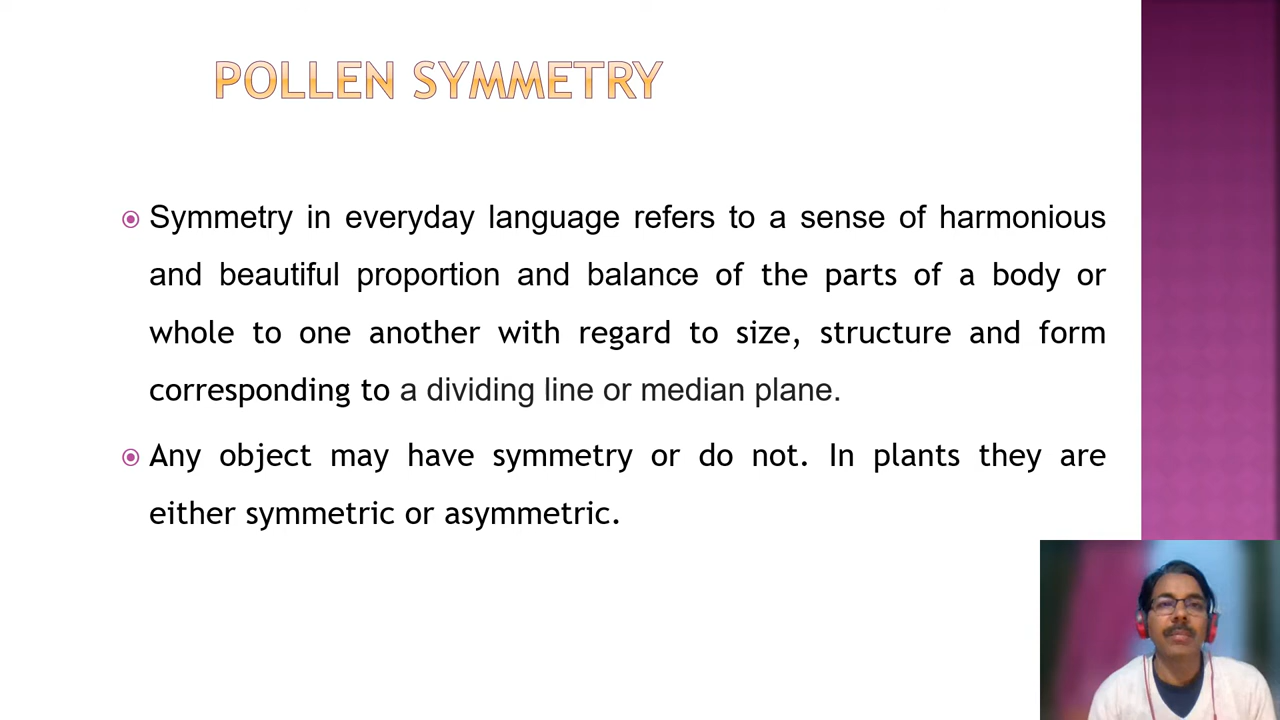 POLLEN SYMMETRY
Symmetry in everyday language refers to a sense of harmonious
and beautiful proportion and balance of the parts of a body or
whole to one another with regard to size, structure and form
corresponding to a dividing line or median plane.
Any object may have symmetry or do not. In plants they are
either symmetric or asymmetric.